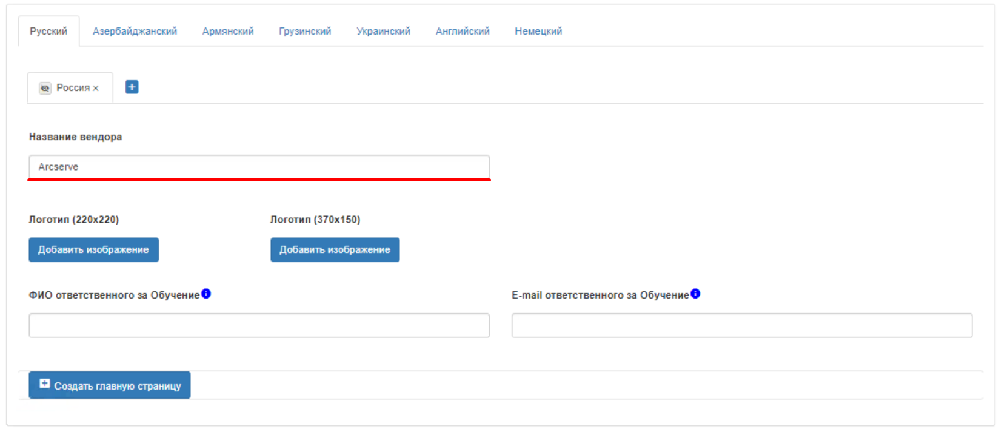 Русский Азербайджанский Армянский Грузинский Украинский Английский Немецкий
Россия ×
Название вендора
Arcserve
Логотип (220x220) Логотип (370x150)
Добавить изображение Добавить изображение
ФИО ответственного за Обучение E-mail ответственного за Обучение
Создать главную страницу